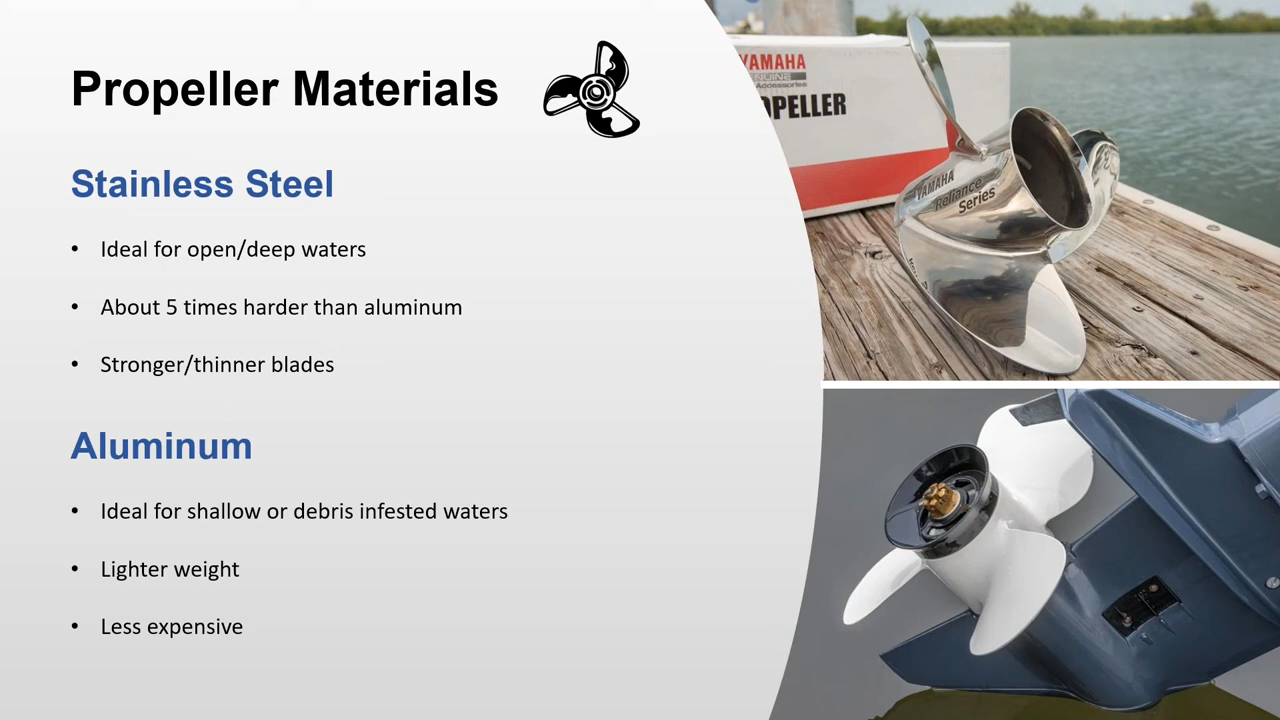 Propeller Materials
Stainless Steel
• Ideal for open/deep waters
• About 5 times harder than aluminum
• Stronger/thinner blades
Aluminum
• Ideal for shallow or debris infested waters
• Lighter weight
• Less expensive
YAMAHA
Accessories
YAMAHA
Reliance
Series